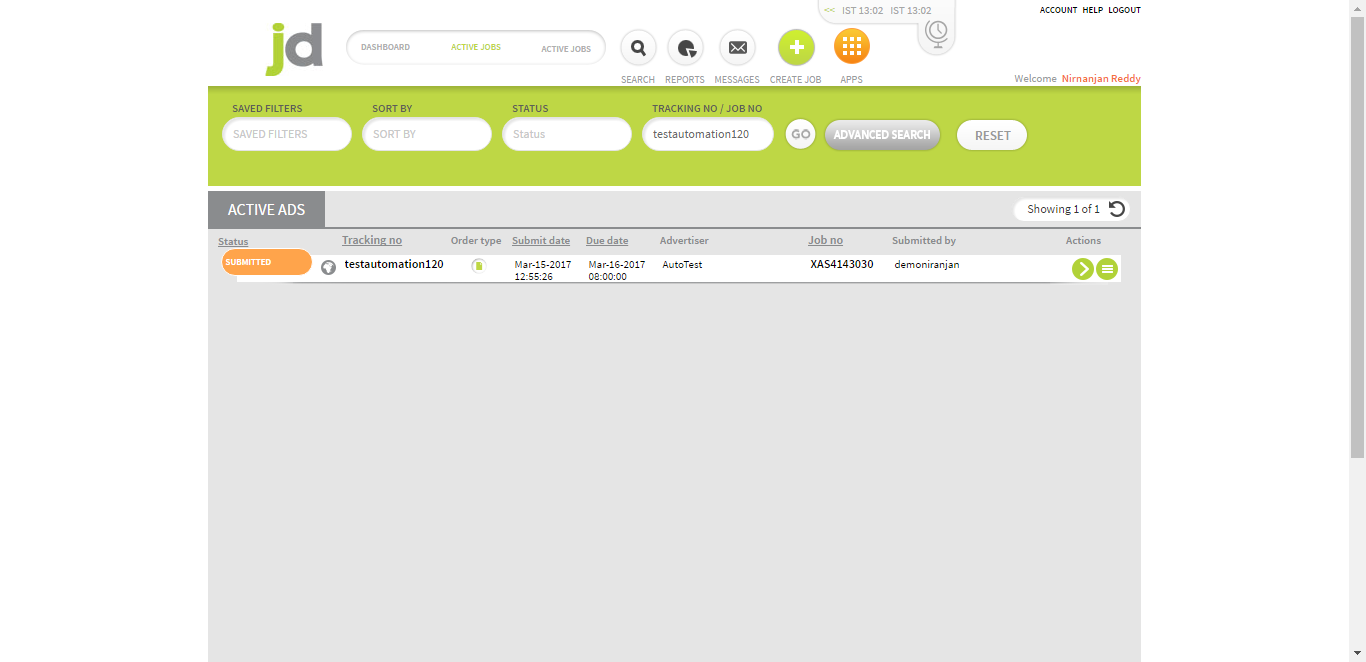 << IST 13:02 IST 13:02
ACCOUNT HELP LOGOUT
jd
DASHBOARD ACTIVE JOBS ACTIVE JOBS
SEARCH REPORTS MESSAGES CREATE JOB APPS
Welcome Nirnanjan Reddy
SAVED FILTERS SORT BY STATUS TRACKING NO / JOB NO
SAVED FILTERS SORT BY Status testautomation120 GO ADVANCED SEARCH RESET
ACTIVE ADS Showing 1 of 1
Status Tracking no Order type Submit date Due date Advertiser Job no Submitted by Actions
SUBMITTED testautomation120 Mar-15-2017 Mar-16-2017 AutoTest XAS4143030 demoniranjan
12:55:26 08:00:00